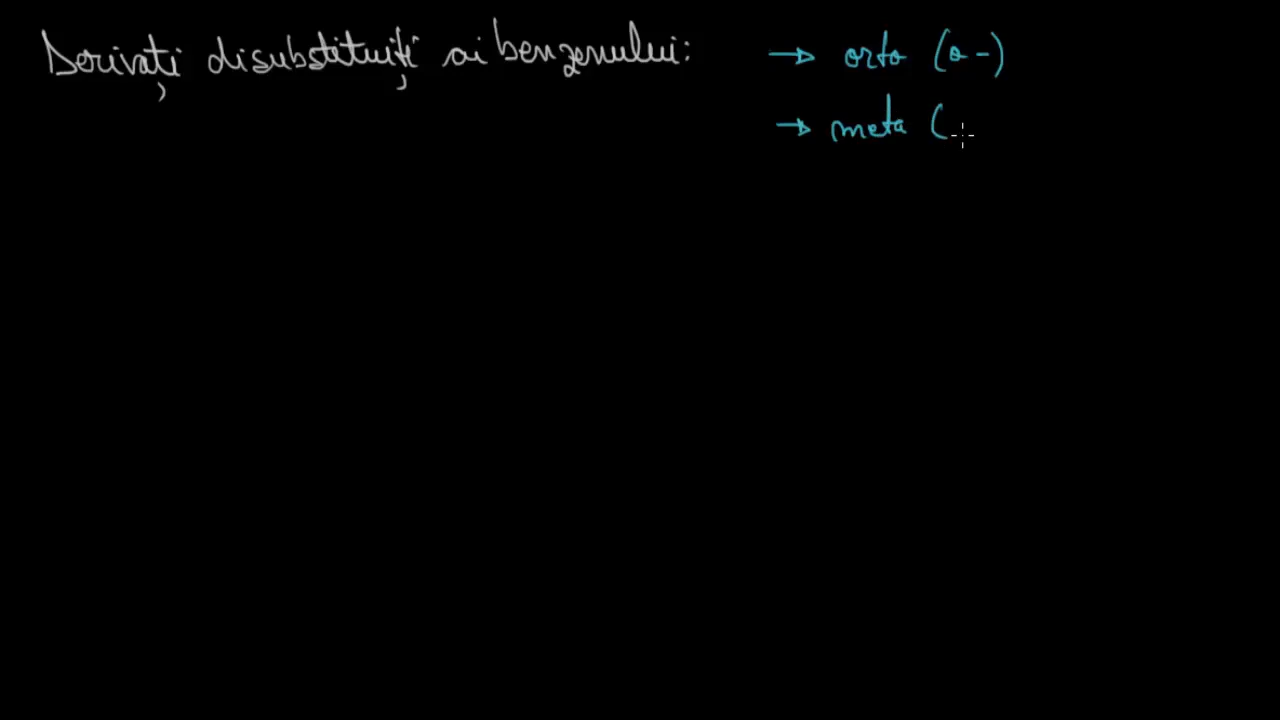 Derivați disubstituiți ai benzenului: → orto (o-)
→ meta (